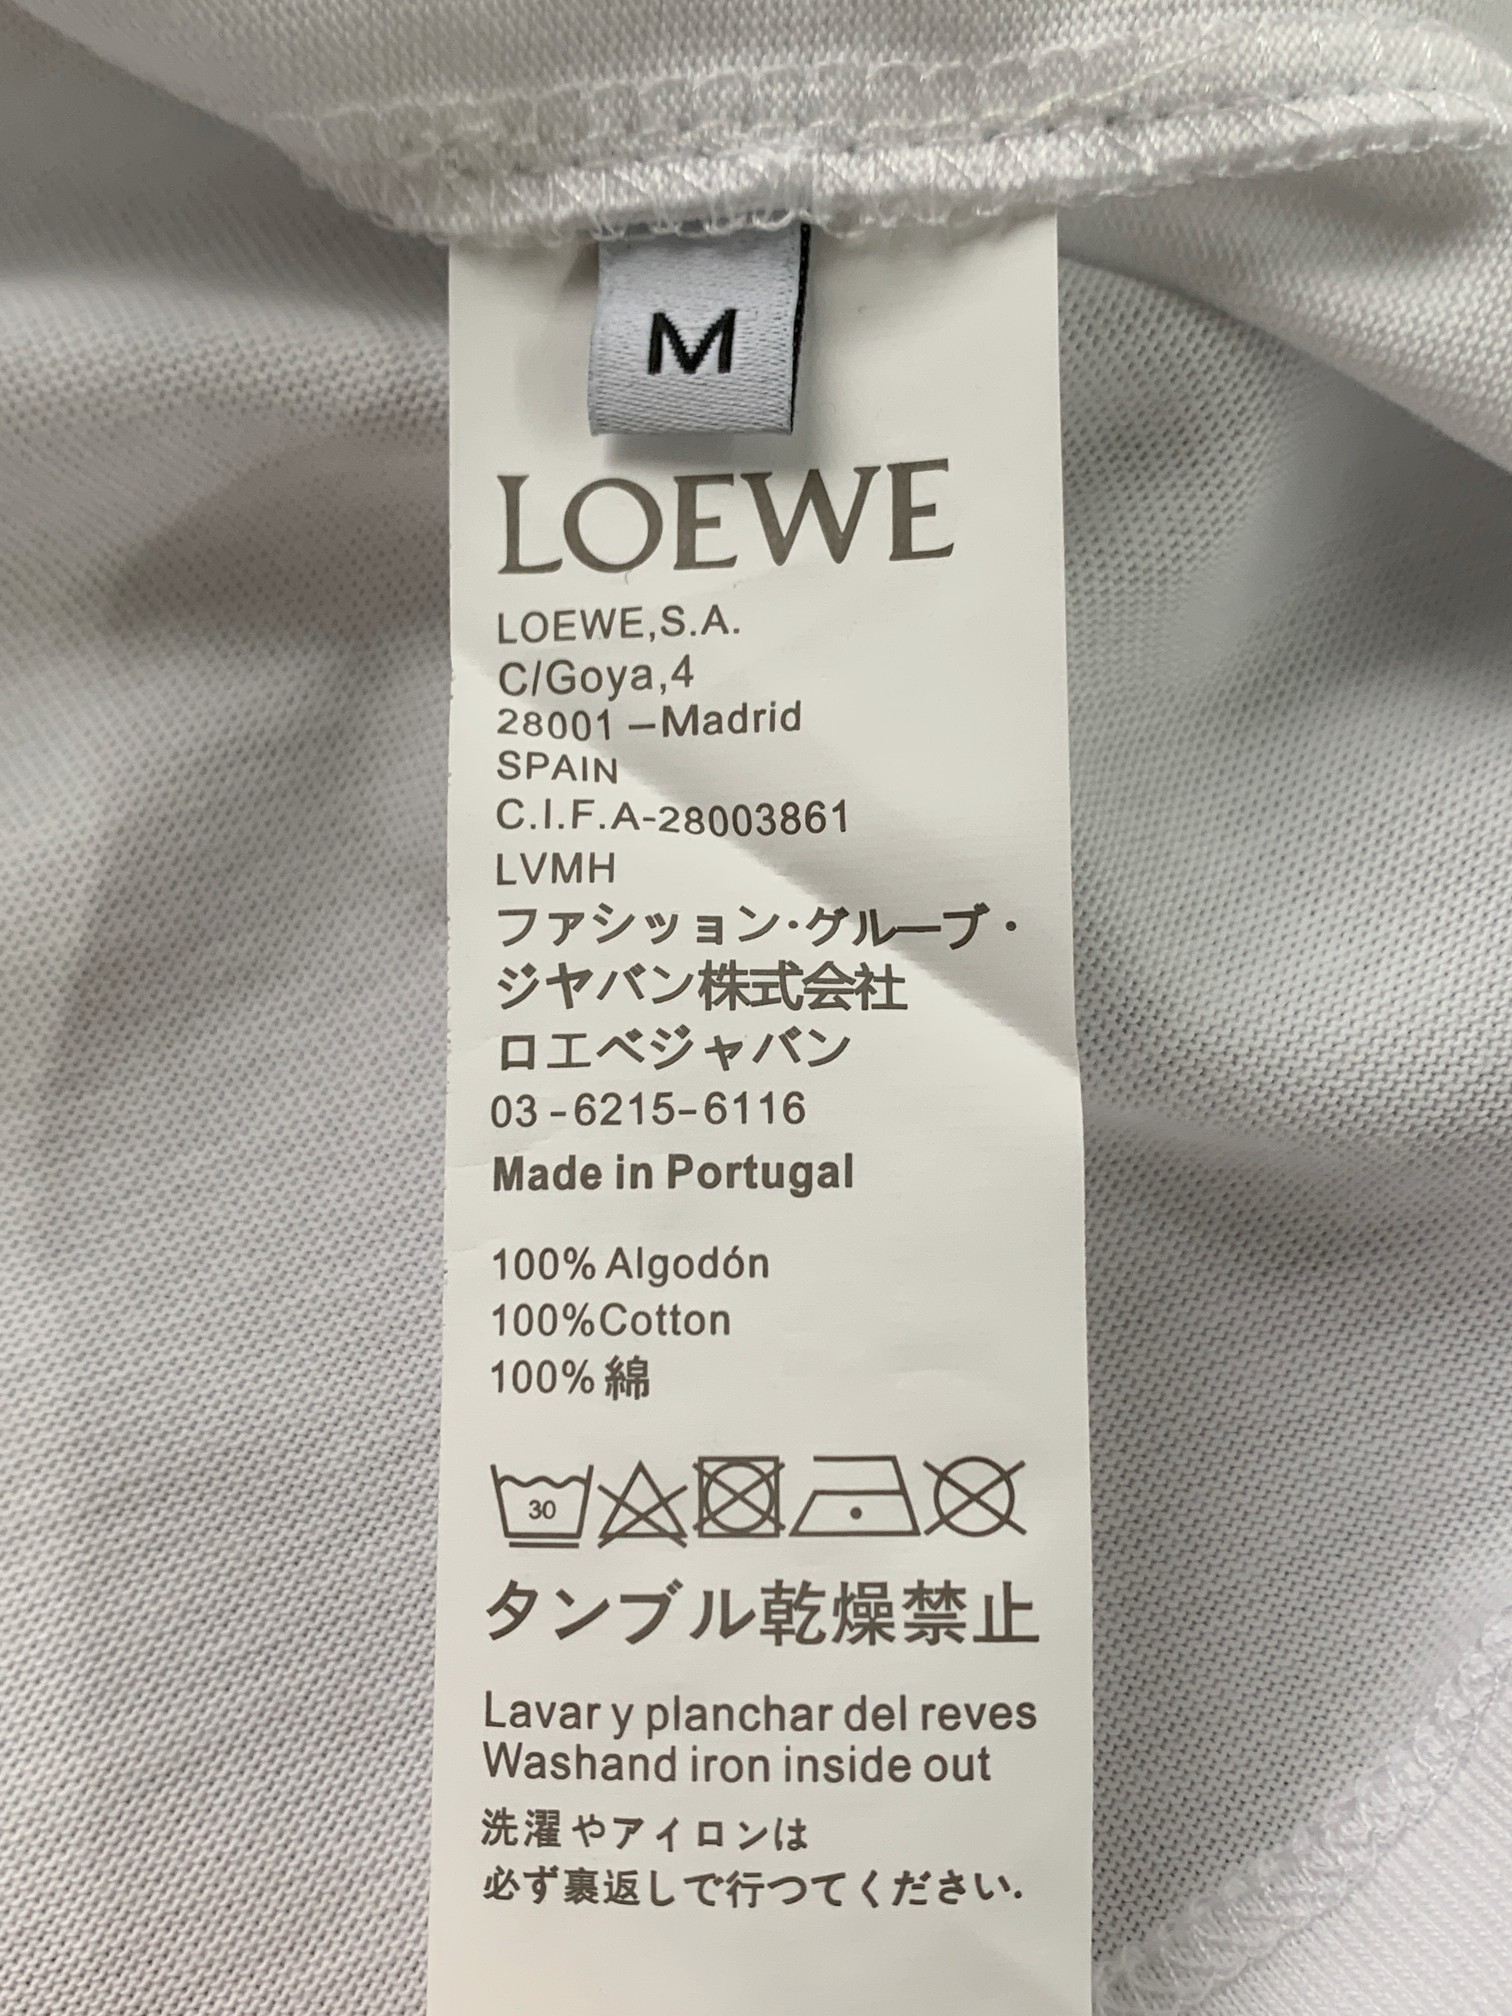 M
LOEWE
LOEWE,S.A.
C/Goya,4
28001 –Madrid
SPAIN
C.I.F.A-28003861
LVMH
ファション·グルーブ・
ジヤバン株式会社
ロエベジャバン
03-6215-6116
Made in Portugal
100% Algodón
100%Cotton
100% 綿
30
タンブル乾燥禁止
Lavar y planchar del reves
Washand iron inside out
洗濯やアイロンは
必ず裏返しで行つてください.